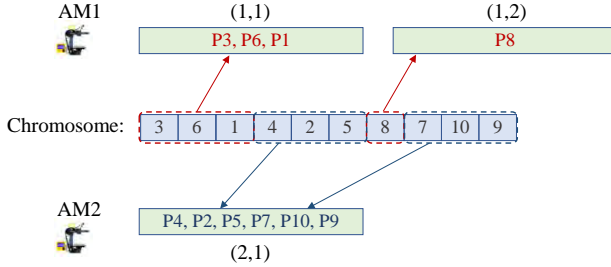 AM1 (1,1) (1,2)
P3, P6, P1 P8
Chromosome: 3 6 1 4 2 5 8 7 10 9
AM2
P4, P2, P5, P7, P10, P9
(2,1)